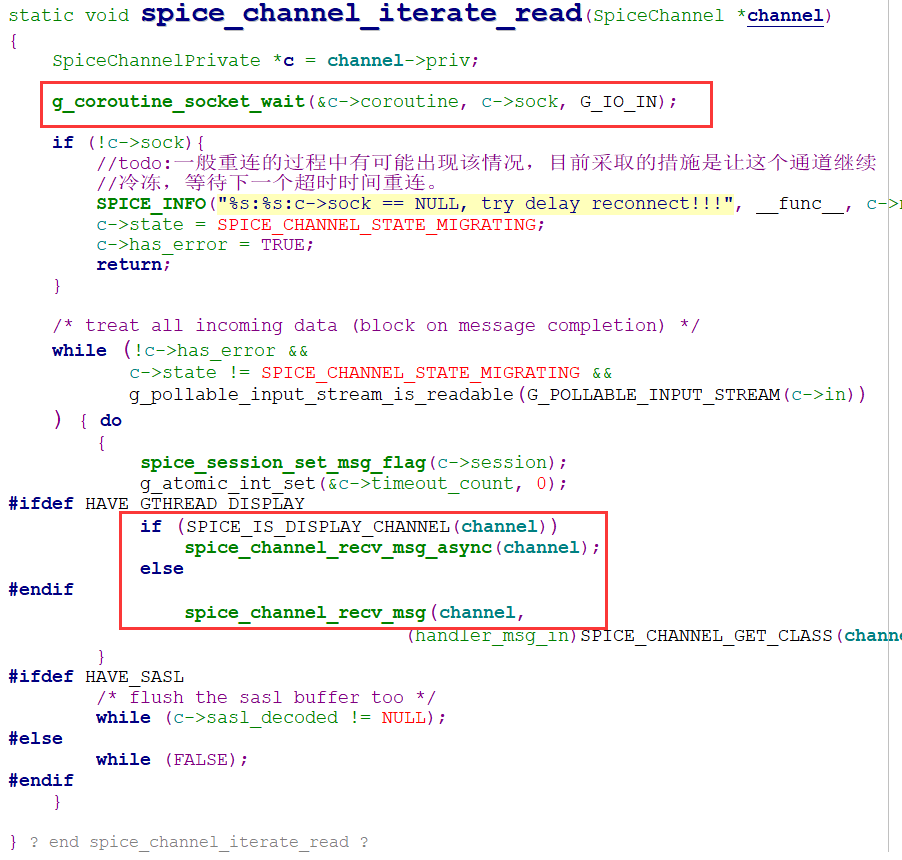 static void spice_channel_iterate_read(SpiceChannel *channel)
{
    SpiceChannelPrivate *c = channel->priv;

    g_coroutine_socket_wait(&c->coroutine, c->sock, G_IO_IN);

    if (!c->sock){
        //todo:一般重连的过程中有可能出现该情况，目前采取的措施是让这个通道继续
        //冷冻，等待下一个超时时间重连。
        SPICE_INFO("%s:%s:c->sock == NULL, try delay reconnect!!!", __func__, c->
        c->state = SPICE_CHANNEL_STATE_MIGRATING;
        c->has_error = TRUE;
        return;
    }

    /* treat all incoming data (block on message completion) */
    while (!c->has_error &&
           c->state != SPICE_CHANNEL_STATE_MIGRATING &&
           g_pollable_input_stream_is_readable(G_POLLABLE_INPUT_STREAM(c->in))
    ) { do
        {
            spice_session_set_msg_flag(c->session);
            g_atomic_int_set(&c->timeout_count, 0);
#ifdef HAVE_GTHREAD_DISPLAY
            if (SPICE_IS_DISPLAY_CHANNEL(channel))
                spice_channel_recv_msg_async(channel);
            else
#endif
                spice_channel_recv_msg(channel,
                                    (handler_msg_in)SPICE_CHANNEL_GET_CLASS(
        }
#ifdef HAVE_SASL
        /* flush the sasl buffer too */
        while (c->sasl_decoded != NULL);
#else
        while (FALSE);
#endif
    }

} ? end spice_channel_iterate_read ?